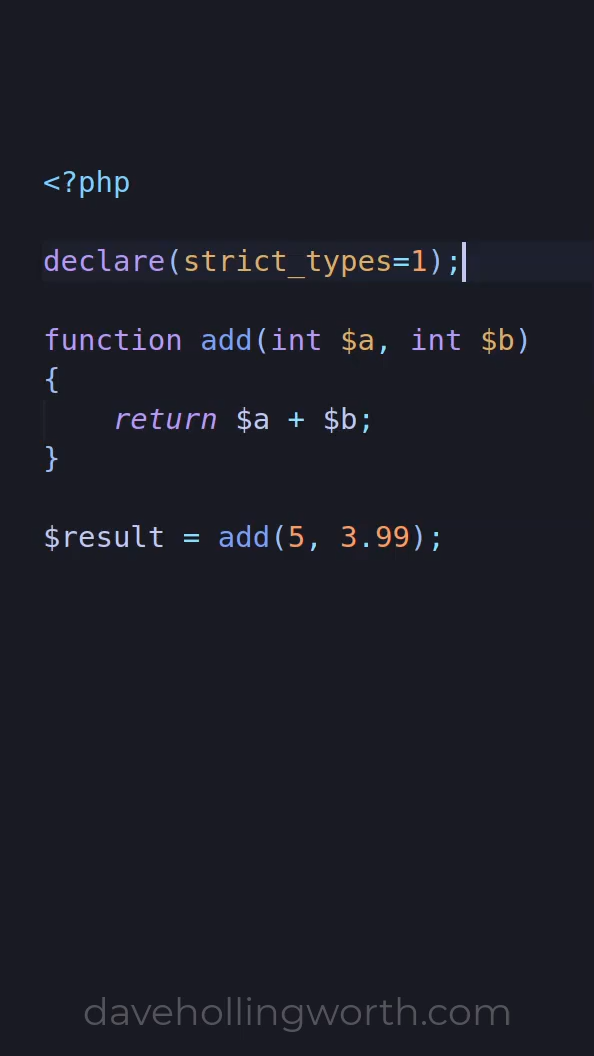 <?php
declare(strict_types=1);
function add(int $a, int $b)
{
    return $a + $b;
}
$result = add(5, 3.99);
davehollingworth.com